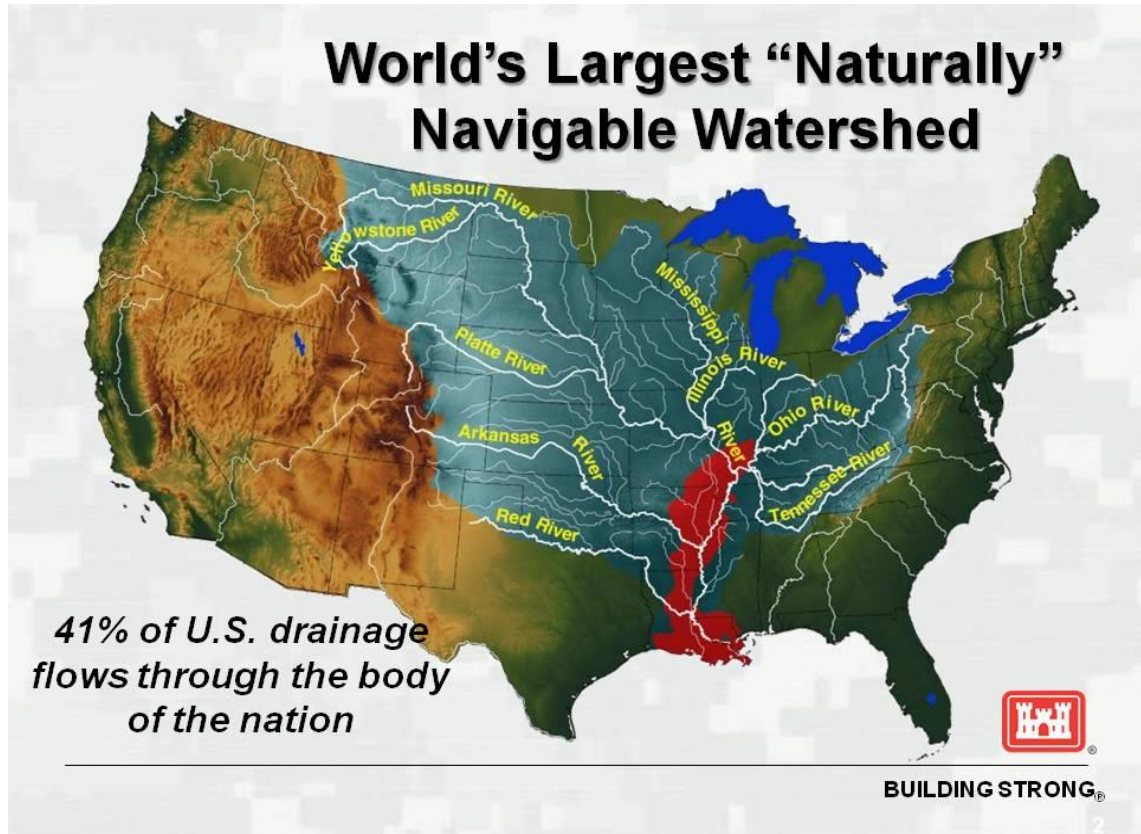 World's Largest “Naturally”
Navigable Watershed
Missouri River
Yellowstone River
Mississippi
River
Platte River
Illinois River
Ohio River
Arkansas River
Tennessee River
Red River
41% of U.S. drainage
flows through the body
of the nation
®
BUILDING STRONG®
2